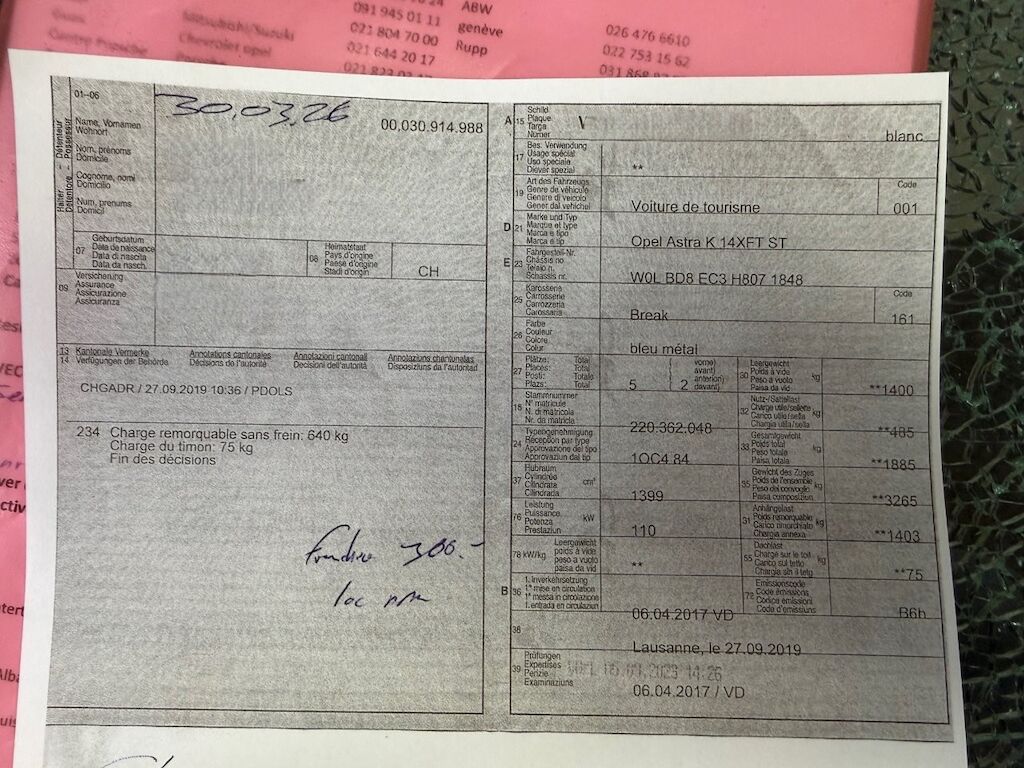 ABW
091 945 01 11
genève
021 804 70 00
Rupp
021 644 20 17
Mitsubishi/Suzuki
Chevrolet opel
026 476 6610
022 753 15 62
01-06
30.03.26
00,030.914.988
Halter - Détenteur
Detentore - Possessur
Name, Vornamen
Wohnort
Nom, prénoms
Domicile
Cognome, nomi
Domicilio
Num, prenums
Domicil
07
Geburtsdatum
Data de naissance
Data di nascita
Data da nasch.
08
Heimatstaat
Pays d'origine
Paese d'origine
Stadi d'origin
CH
09
Versicherung
Assurance
Assicurazione
Assicuranza
13 Kantonale Vermerke
14 Verfügungen der Behörde
Annotations cantonales
Décisions de l'autorité
Annotazioni cantonali
Decisioni dell'autorità
Annotaziuns chantunalas
Disposiziuns da l'autoritad
CHGADR / 27.09.2019 10:36 / PDOLS
234 Charge remorquable sans frein: 640 kg
Charge du timon: 75 kg
Fin des décisions
300.-
A 15
Schild
Plaque
Targa
Numer
V
blanc
17
Bes. Verwendung
Usage spécial
Uso speciale
Diever spezial
**
19
Art des Fahrzeugs
Genre de véhicule
Genere di veicolo
Gener dal vehichel
Voiture de tourisme
Code
001
D 21
Marke und Typ
Marque et type
Marca e tipo
Marca e tip
Opel Astra K 14XFT ST
E 23
Fahrgestell-Nr.
Châssis no
Telaio n.
Schassis nr.
W0L BD8 EC3 H807 1848
25
Karosserie
Carrosserie
Carrozzeria
Carossaria
Break
Code
161
26
Farbe
Couleur
Colore
Colur
bleu métal
27
Plätze: Total
Places: Total
Posti: Totale
Plazs: Total
5
2
vorne)
avant)
anteriori)
davant)
30
Leergewicht
Poids à vide
Peso a vuoto
Paisa da vid
kg
**1400
18
Stammnummer
N° matricule
N. di matricola
Nr. da matricla
220.362.048
32
Nutz-/Sattellast
Charge utile/sellette
Carico utile/sella
Chargia utila/sella
kg
**485
24
Typengenehmigung
Réception par type
Approvazione del tipo
Approvaziun dal tip
1OC4 84
33
Gesamtgewicht
Poids total
Peso totale
Paisa totala
kg
**1885
37
Hubraum
Cylindrée
Cilindrata
Cilindrada
cm³
1399
35
Gewicht des Zuges
Poids de l'ensemble
Peso del convoglio
Paisa cumposiziun
kg
**3265
76
Leistung
Puissance
Potenza
Prestaziun
kW
110
31
Anhängelast
Poids remorquable
Carico rimorchiato
Chargia annexa
kg
**1403
78 kW/kg
Leergewicht
poids à vide
peso a vuoto
paisa da vid
**
55
Dachlast
Charge sur le toit
Carico sul tetto
Chargia sin il tetg
kg
**75
B 36
1. Inverkehrsetzung
1re mise en circulation
1a messa in circolazione
1. entrada en circulaziun
06.04.2017 VD
72
Emissionscode
Code émissions
Codice emissioni
Code d'emissiuns
B6b
38
Lausanne, le 27.09.2019
39
Prüfungen
Expertises
Perizie
Examinaziuns
06.04.2017 / VD